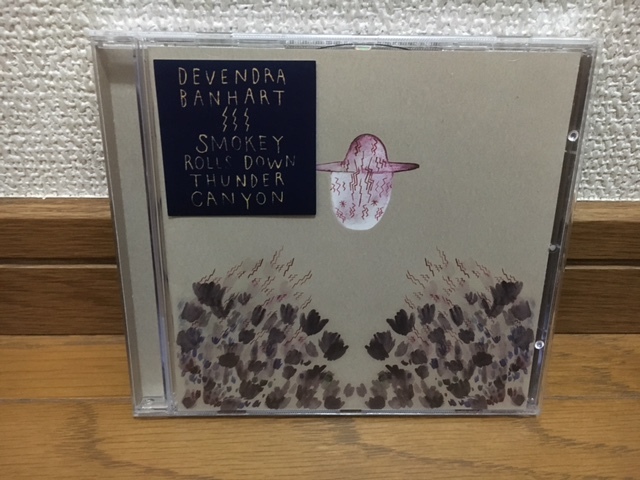 DEVENDRA
BANHART
SMOKEY
ROLLS DOWN
THUNDER
CANYON